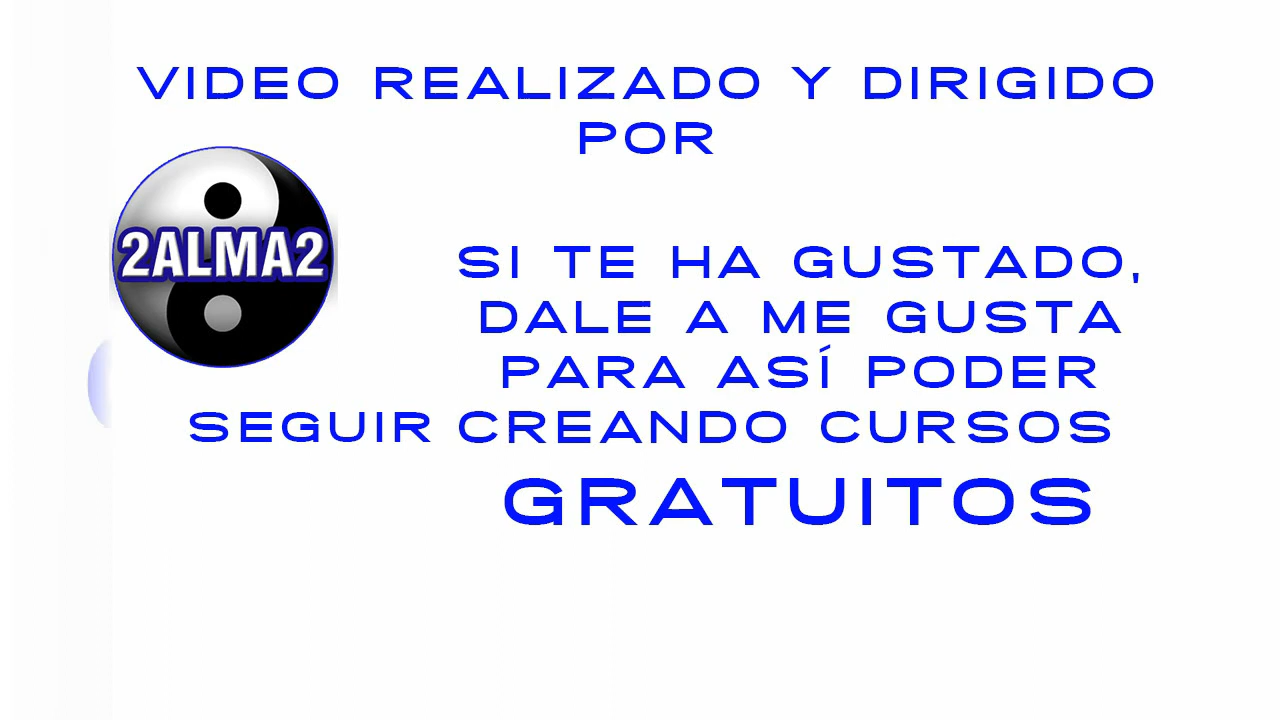 VIDEO REALIZADO Y DIRIGIDO
POR
2ALMA2
SI TE HA GUSTADO,
DALE A ME GUSTA
PARA ASÍ PODER
SEGUIR CREANDO CURSOS
GRATUITOS